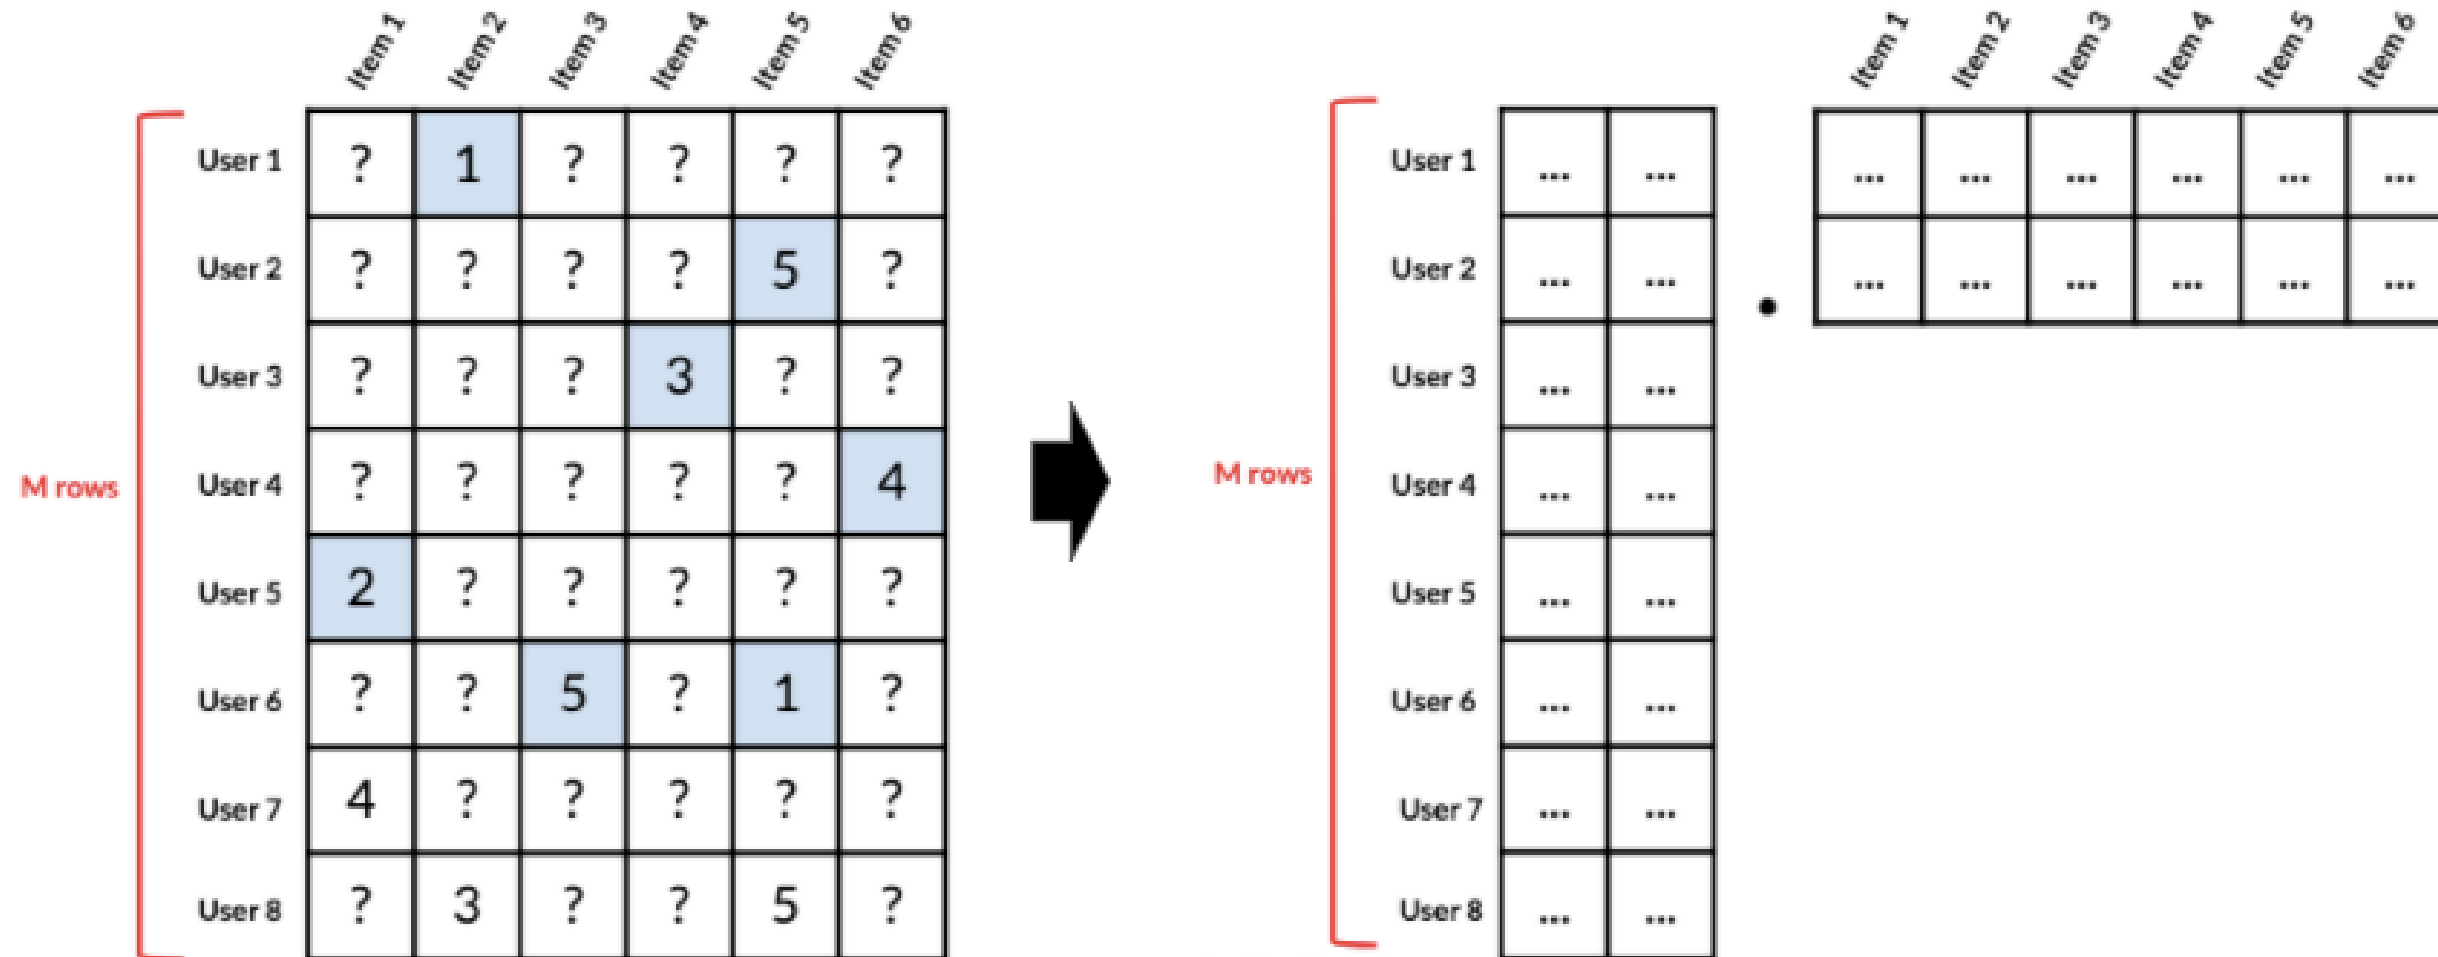 Item 1 Item 2 Item 3 Item 4 Item 5 Item 6
User 1 ? 1 ? ? ? ?
User 2 ? ? ? ? 5 ?
User 3 ? ? ? 3 ? ?
M rows User 4 ? ? ? ? ? 4
User 5 2 ? ? ? ? ?
User 6 ? ? 5 ? 1 ?
User 7 4 ? ? ? ? ?
User 8 ? 3 ? ? 5 ?
Item 1 Item 2 Item 3 Item 4 Item 5 Item 6
User 1 ... ... ... ... ... ... ... ...
User 2 ... ... . ... ... ... ... ... ...
User 3 ... ...
M rows User 4 ... ...
User 5 ... ...
User 6 ... ...
User 7 ... ...
User 8 ... ...